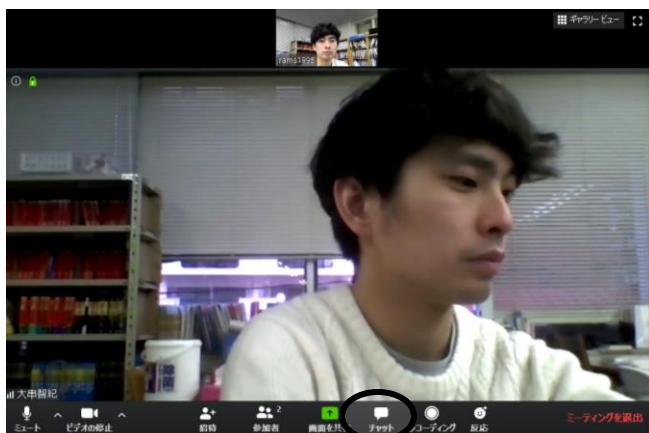 ギャラリー ビュー
rams1995
大串智紀
除菌
2
ミュート
ビデオの停止
招待
参加者
画面を共
チャット
コーディング
反応
ミーティングを退出